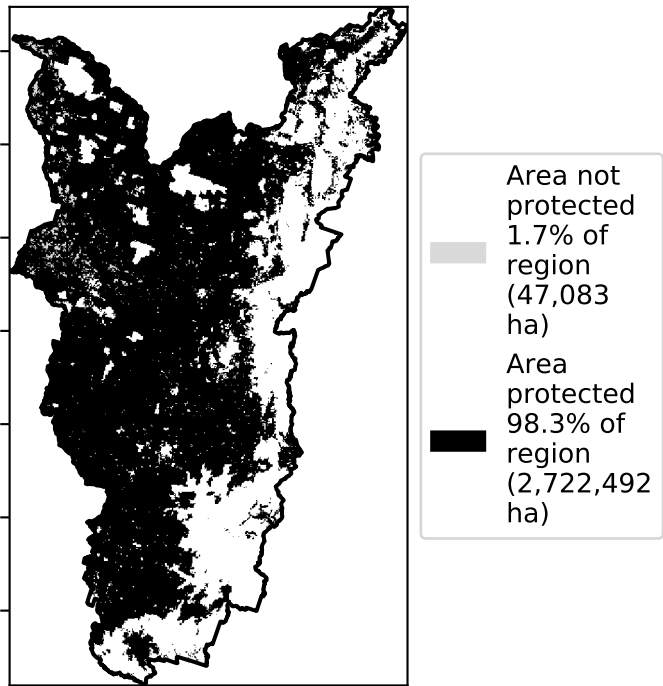 Area not
protected
1.7% of
region
(47,083
ha)
Area
protected
98.3% of
region
(2,722,492
ha)